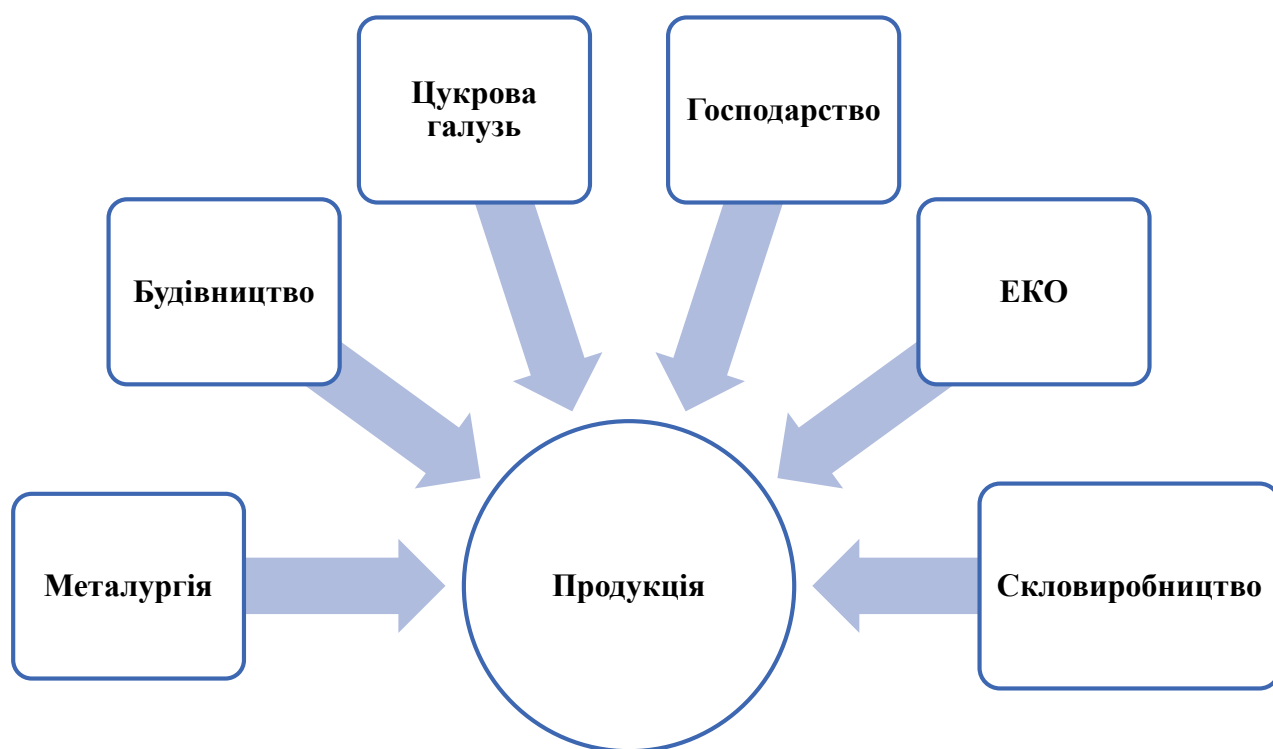 Цукрова
галузь
Господарство
Будівництво
ЕКО
Металургія
Продукція
Скловиробництво